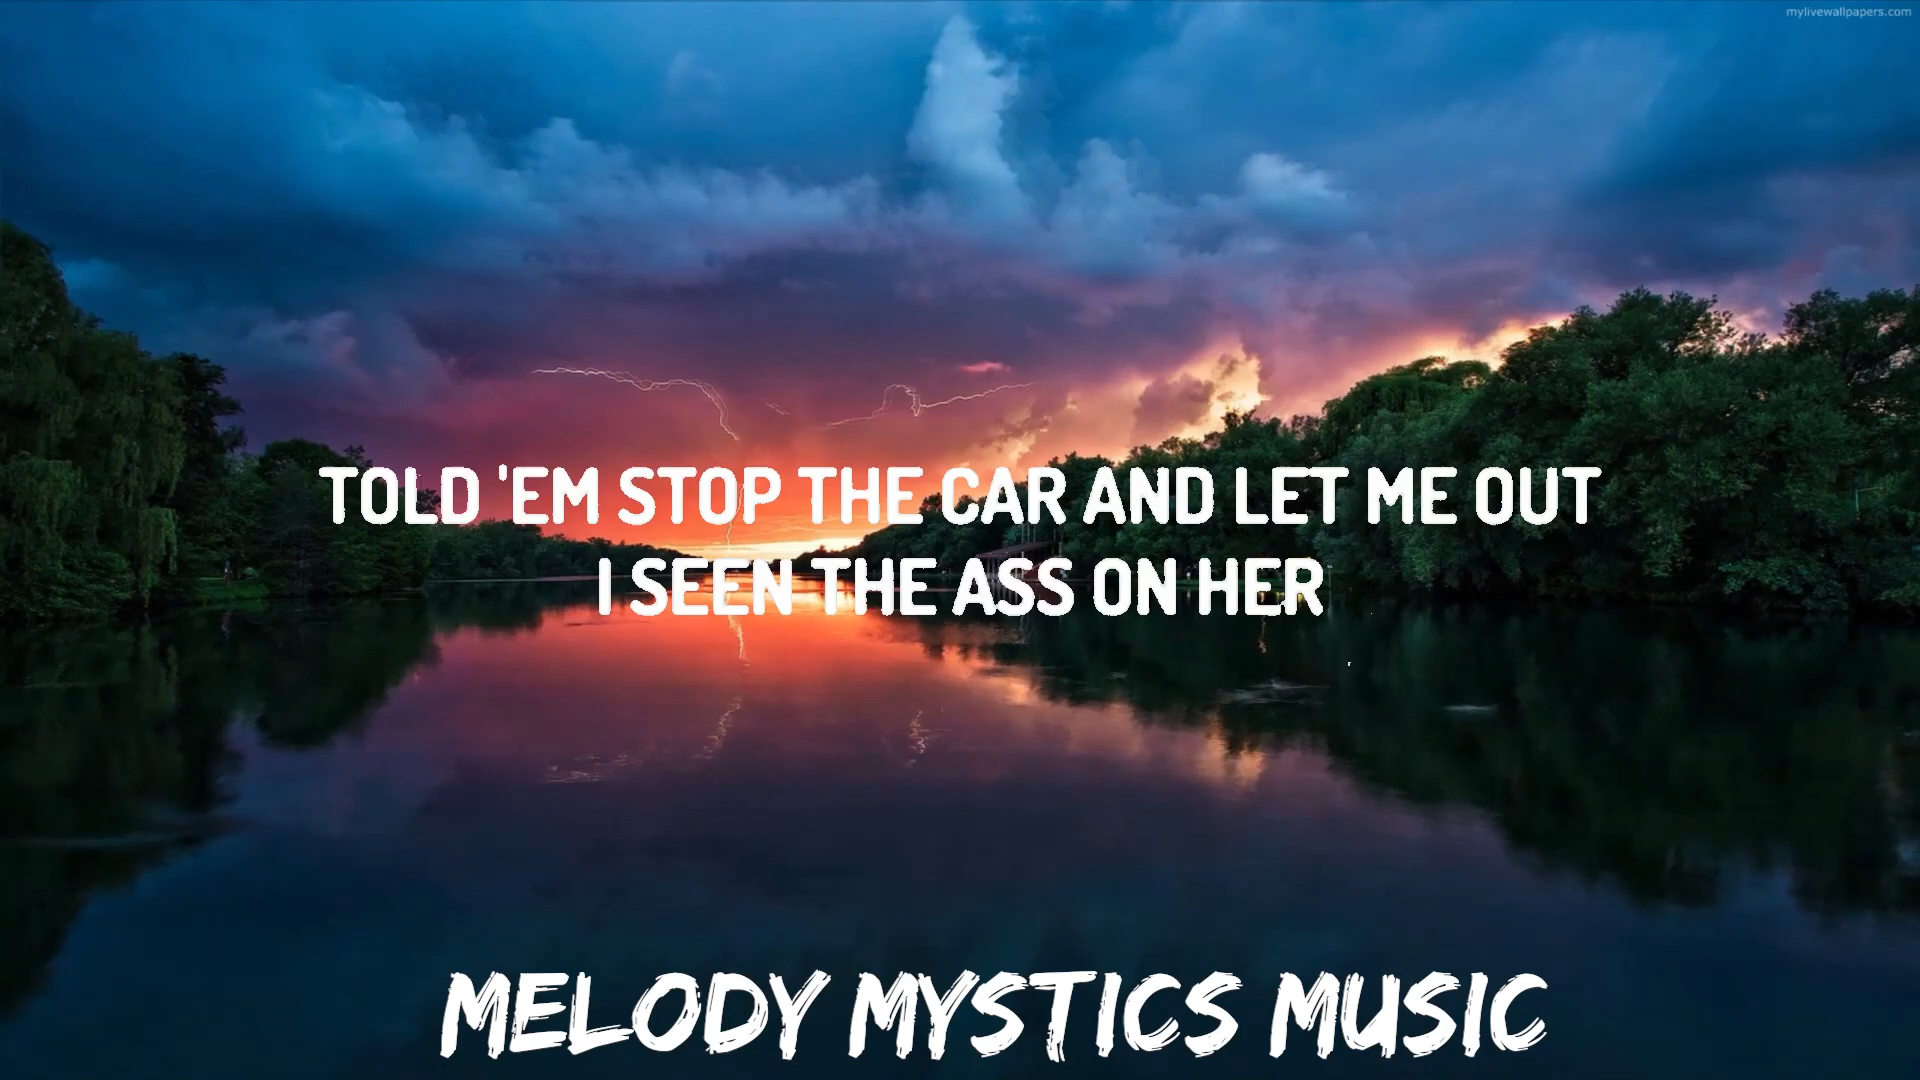 mylivewallpapers.com
TOLD 'EM STOP THE CAR AND LET ME OUT
I SEEN THE ASS ON HER
MELODY MYSTICS MUSIC